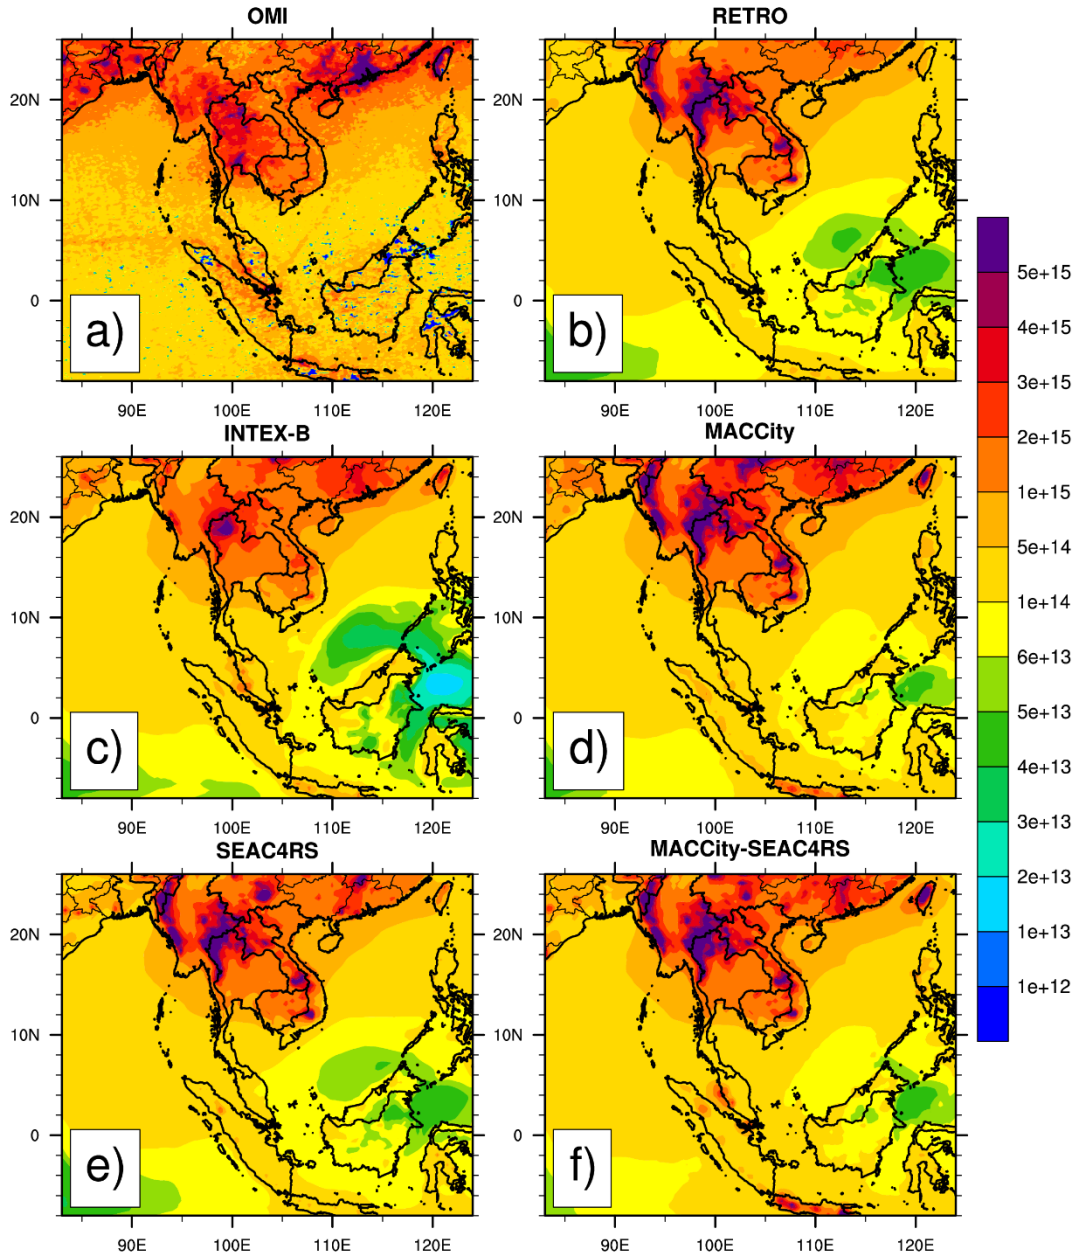 OMI
RETRO
20N
10N
0
a)
90E 100E 110E 120E
20N
10N
0
b)
90E 100E 110E 120E
INTEX-B
MACCity
20N
10N
0
c)
90E 100E 110E 120E
20N
10N
0
d)
90E 100E 110E 120E
SEAC4RS
MACCity-SEAC4RS
20N
10N
0
e)
90E 100E 110E 120E
20N
10N
0
f)
90E 100E 110E 120E
5e+15
4e+15
3e+15
2e+15
1e+15
5e+14
1e+14
6e+13
5e+13
4e+13
3e+13
2e+13
1e+13
1e+12